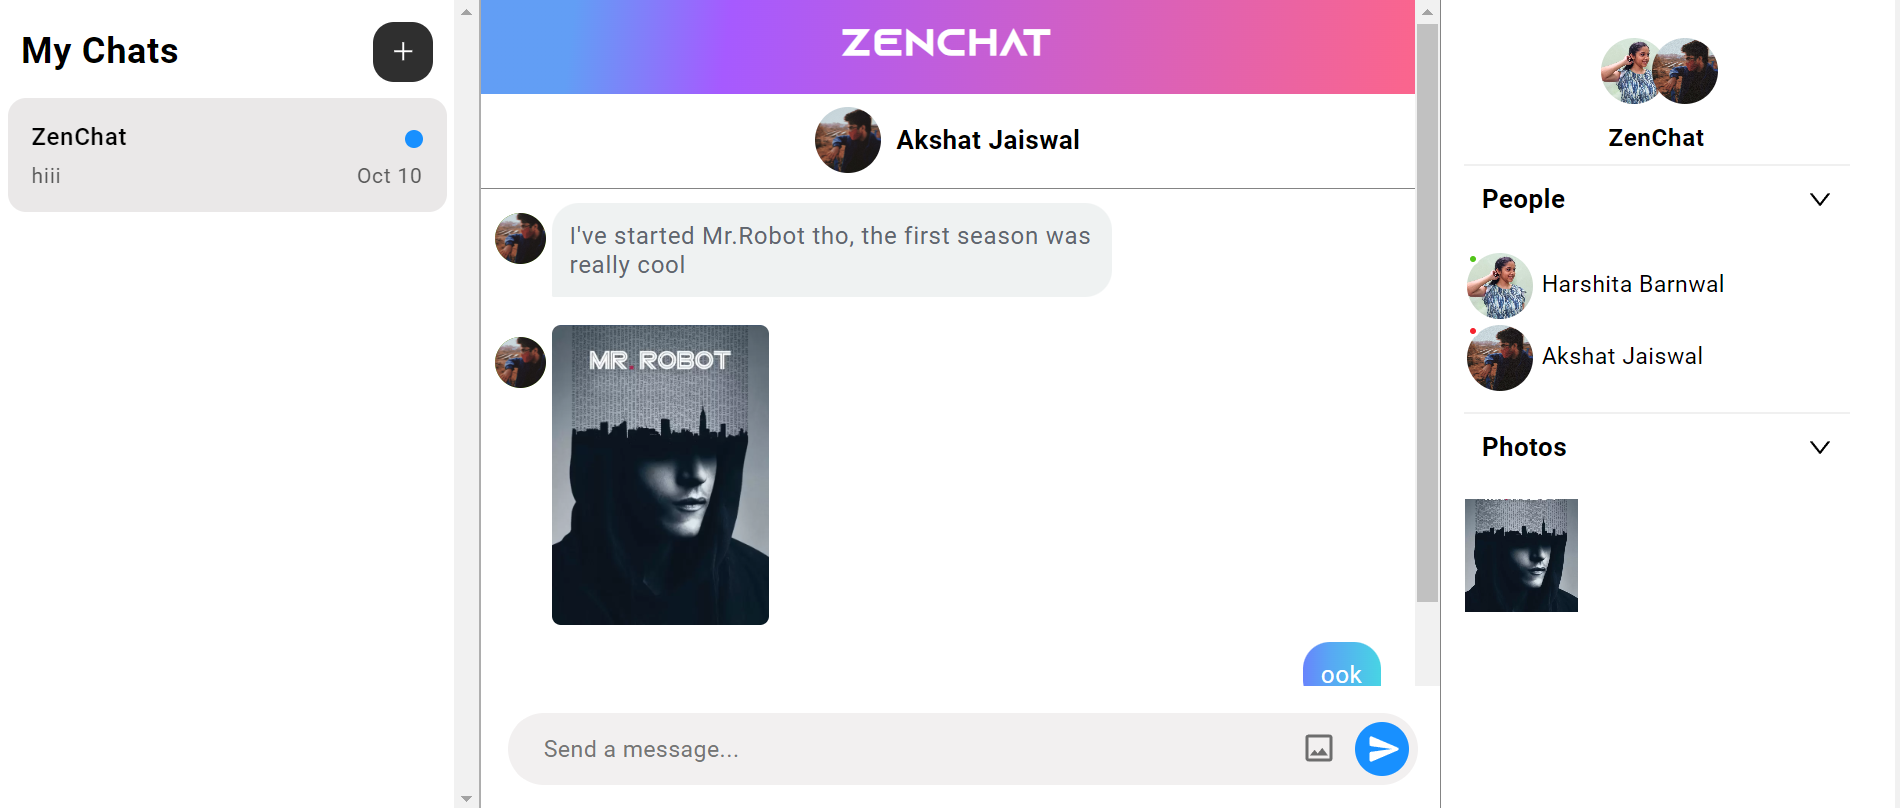 My Chats
ZenChat
hiii
Oct 10
ZENCHAT
Akshat Jaiswal
I've started Mr.Robot tho, the first season was
really cool
MR. ROBOT
ook
Send a message...
ZenChat
People
Harshita Barnwal
Akshat Jaiswal
Photos